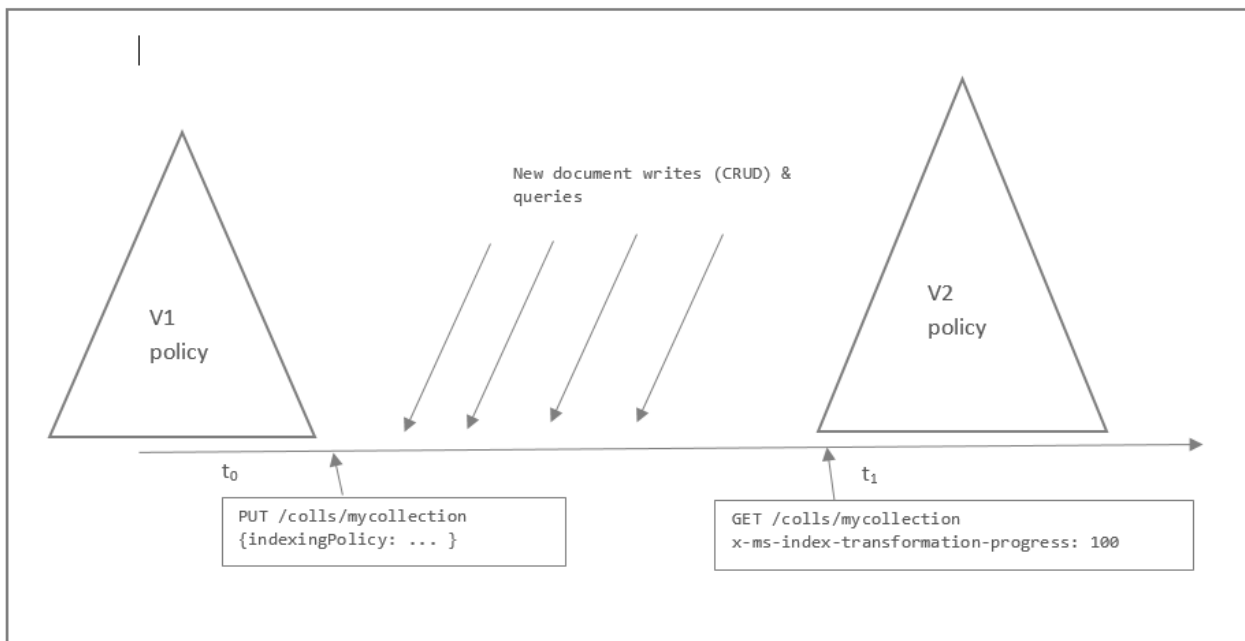 New document writes (CRUD) &
queries
V1
policy
V2
policy
t₀
t₁
PUT /colls/mycollection
{indexingPolicy: ... }
GET /colls/mycollection
x-ms-index-transformation-progress: 100